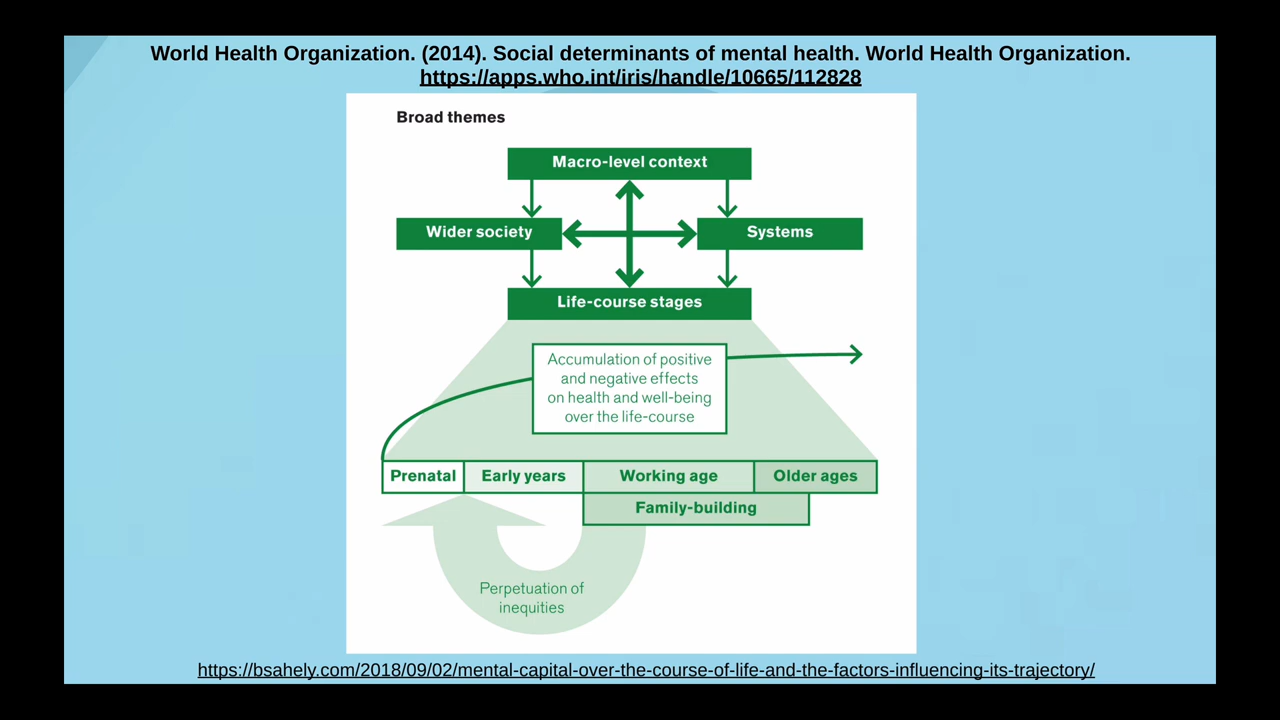 World Health Organization. (2014). Social determinants of mental health. World Health Organization.
https://apps.who.int/iris/handle/10665/112828
Broad themes
Macro-level context
Wider society
Systems
Life-course stages
Accumulation of positive
and negative effects
on health and well-being
over the life-course
Prenatal
Early years
Working age
Older ages
Family-building
Perpetuation of
inequities
https://bsahely.com/2018/09/02/mental-capital-over-the-course-of-life-and-the-factors-influencing-its-trajectory/